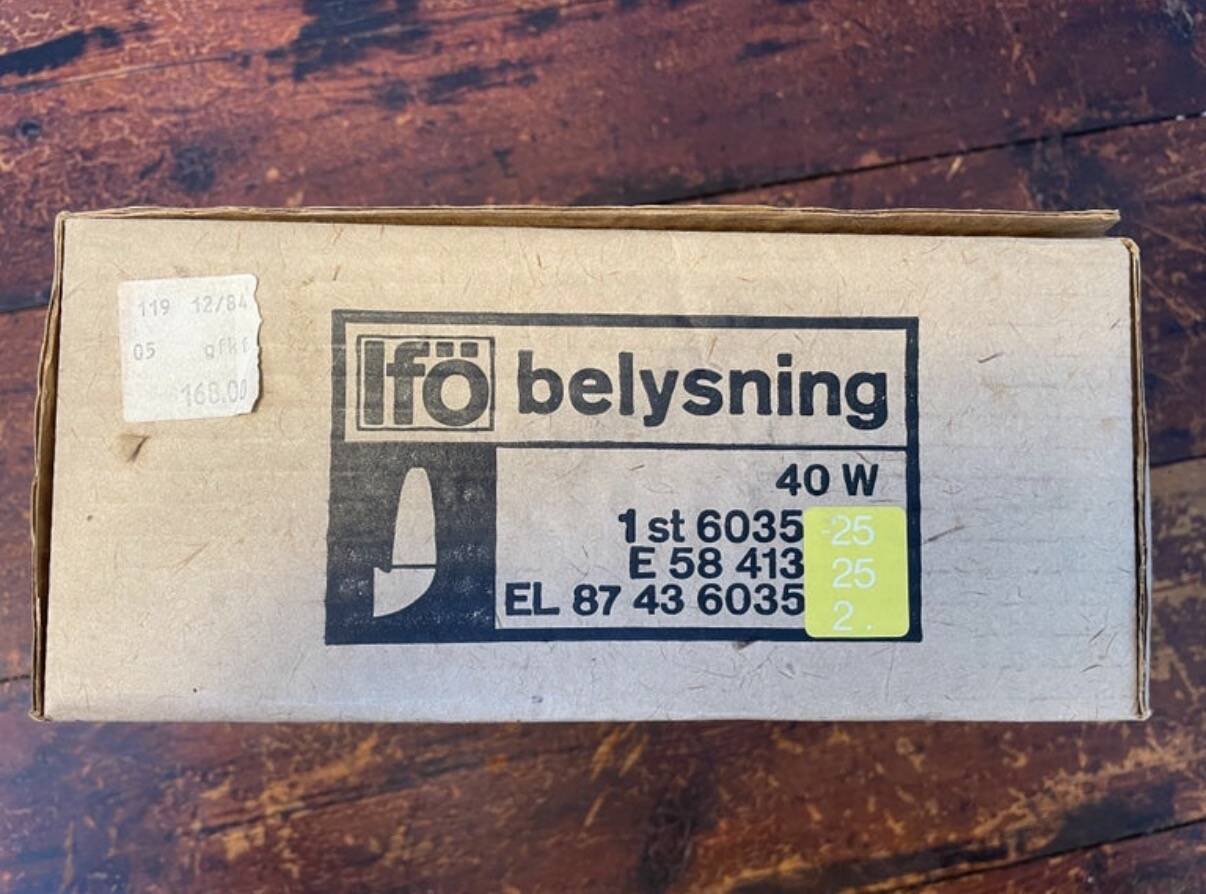 119 12/84
05 gfkf
168.00
Ifö belysning
40 W
1 st 6035-25
E 58 413 25
EL 87 43 6035 2.